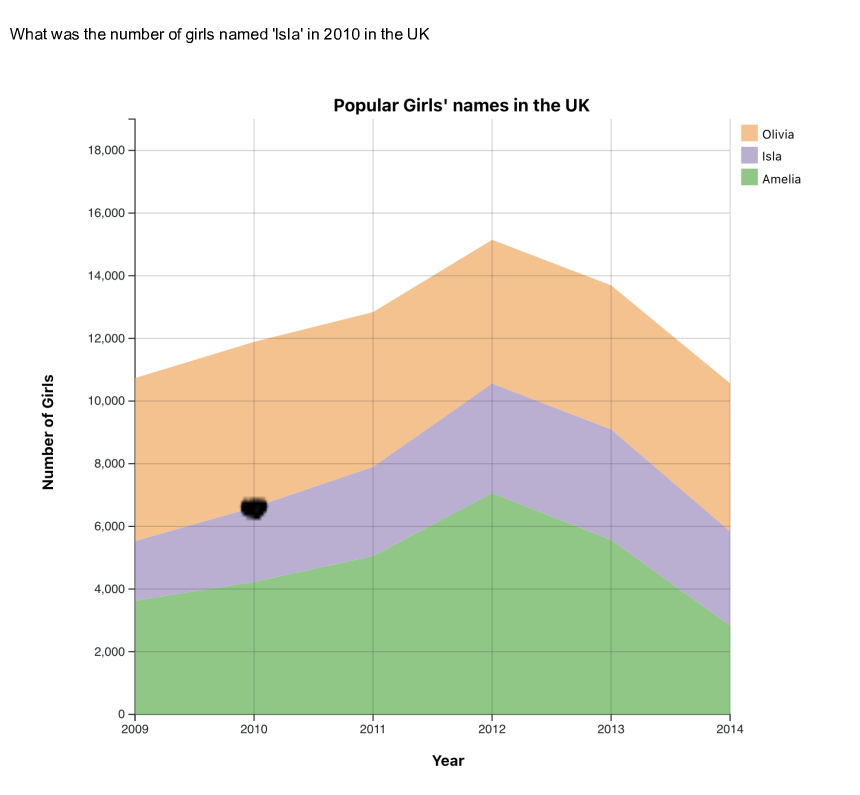 What was the number of girls named 'Isla' in 2010 in the UK
Popular Girls' names in the UK
Olivia
Isla
Amelia
18,000
16,000
14,000
12,000
10,000
8,000
6,000
4,000
2,000
0
Number of Girls
2009 2010 2011 2012 2013 2014
Year